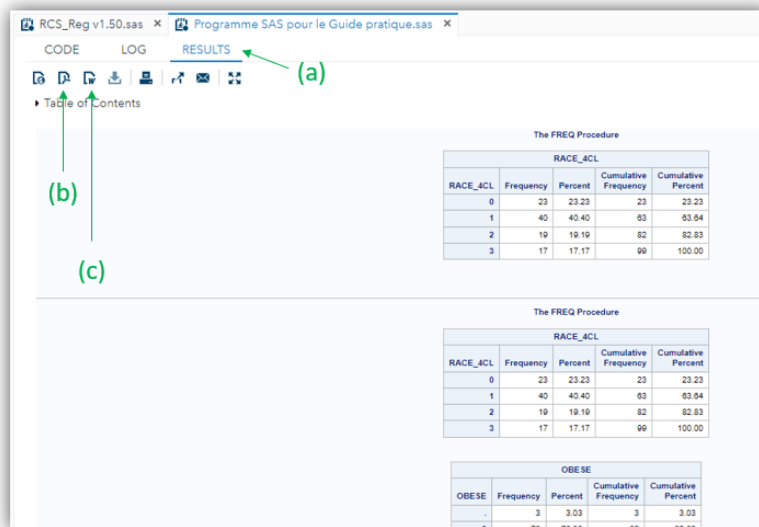 RCS_Reg v1.50.sas × Programme SAS pour le Guide pratique.sas ×
CODE LOG RESULTS
(a)
Table of Contents
(b)
(c)
The FREQ Procedure
RACE_4CL
RACE_4CL Frequency Percent Cumulative Frequency Cumulative Percent
0 23 23.23 23 23.23
1 40 40.40 63 63.64
2 19 19.19 82 82.83
3 17 17.17 99 100.00
The FREQ Procedure
RACE_4CL
RACE_4CL Frequency Percent Cumulative Frequency Cumulative Percent
0 23 23.23 23 23.23
1 40 40.40 63 63.64
2 19 19.19 82 82.83
3 17 17.17 99 100.00
OBESE
OBESE Frequency Percent Cumulative Frequency Cumulative Percent
. 3 3.03 3 3.03